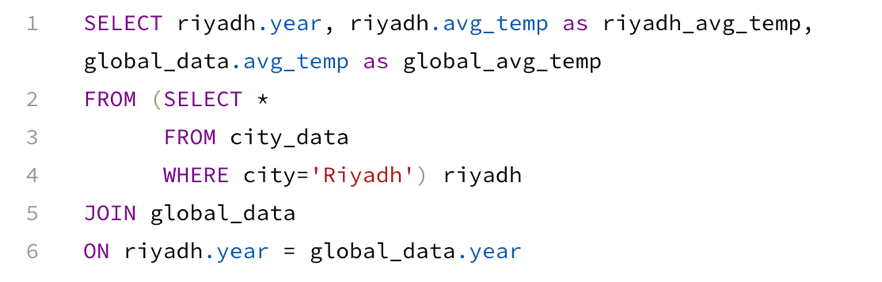 1 SELECT riyadh.year, riyadh.avg_temp as riyadh_avg_temp,
global_data.avg_temp as global_avg_temp
2 FROM (SELECT *
3 FROM city_data
4 WHERE city='Riyadh') riyadh
5 JOIN global_data
6 ON riyadh.year = global_data.year